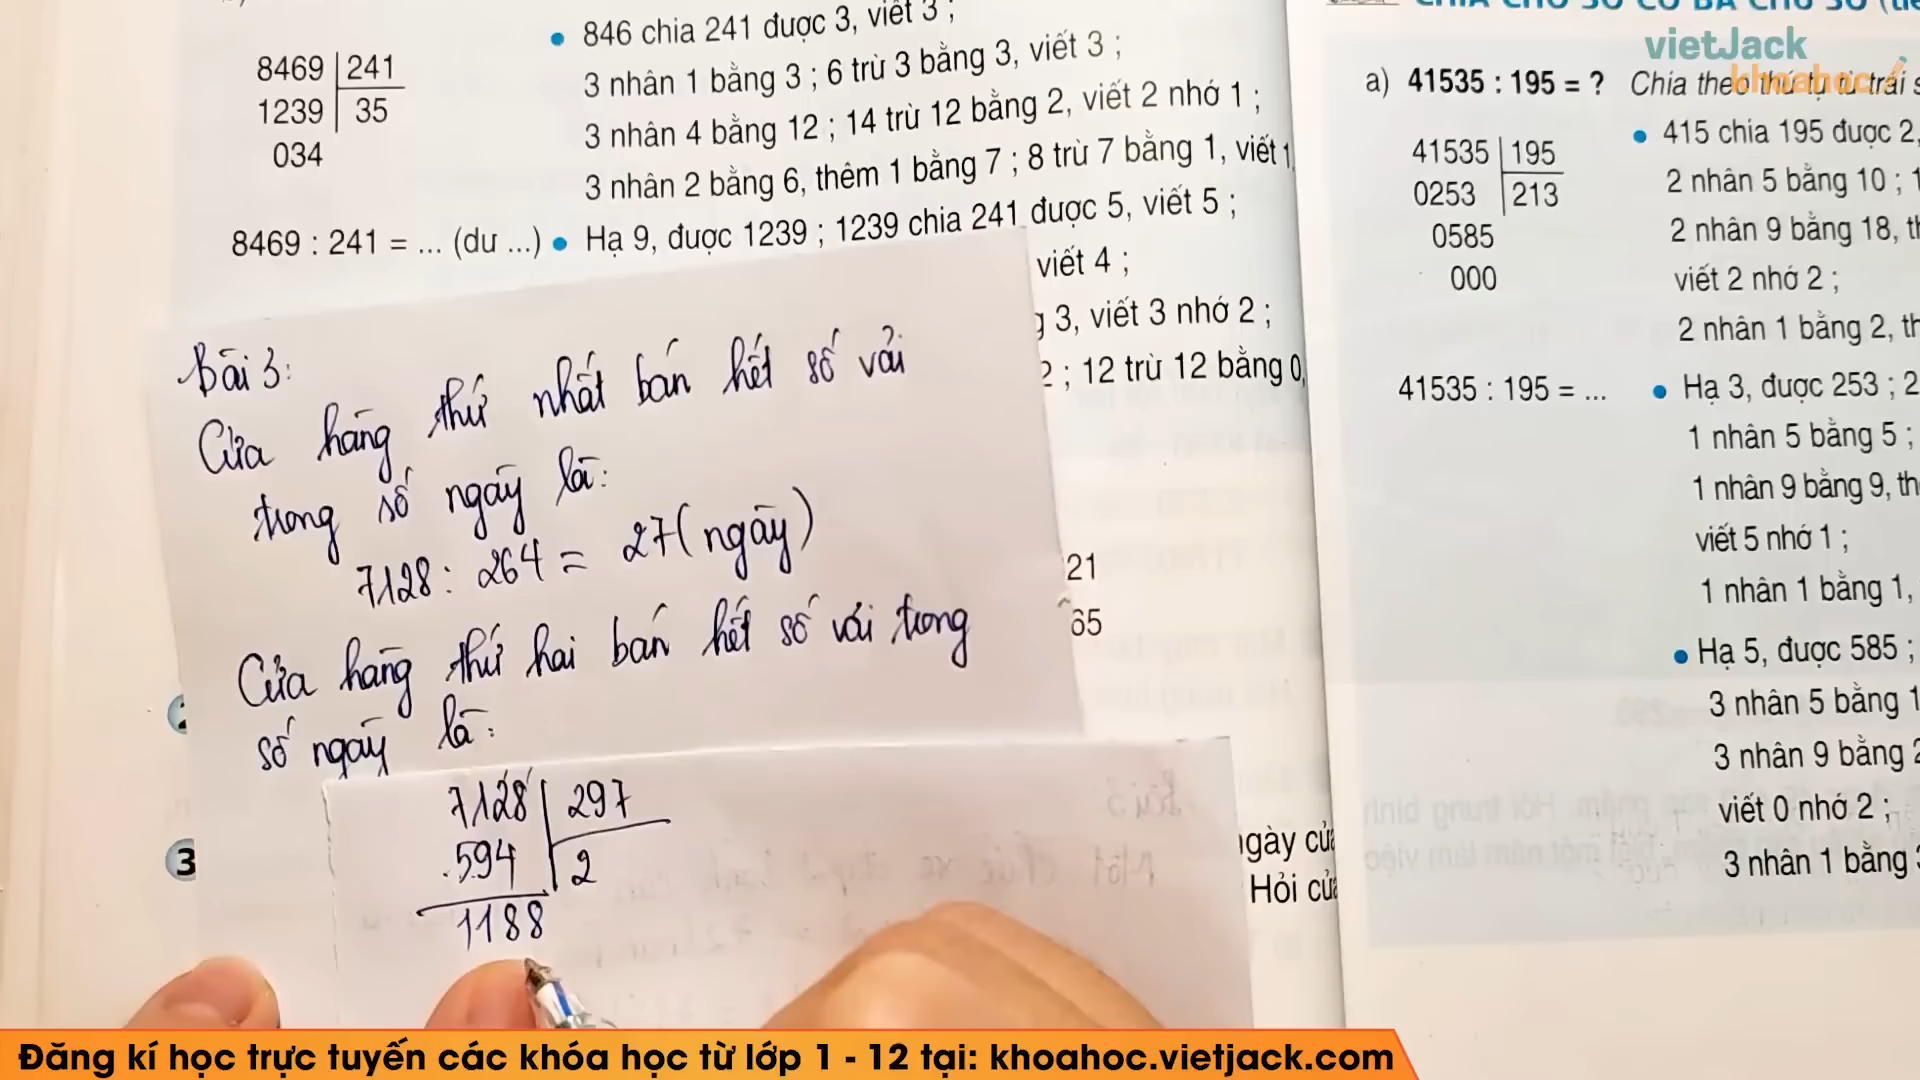 846 chia 241 được 3, viết 3 ;
8469 241
3 nhân 1 bằng 3 ; 6 trừ 3 bằng 3, viết 3 ;
1239 35
3 nhân 4 bằng 12 ; 14 trừ 12 bằng 2, viết 2 nhớ 1 ;
034
3 nhân 2 bằng 6, thêm 1 bằng 7 ; 8 trừ 7 bằng 1, viết 1
8469 : 241 = ... (dư ...) • Hạ 9, được 1239 ; 1239 chia 241 được 5, viết 5 ;
viết 4 ;
3, viết 3 nhớ 2 ;
2 ; 12 trừ 12 bằng 0,
21
65
Bài 3:
Cửa hàng thứ nhất bán hết số vải
trong số ngày là:
7128 : 264 = 27 (ngày)
Cửa hàng thứ hai bán hết số vải trong
số ngày là:
7128 297
594 2
1188
3
ngày
Hỏi
vietJack
khoahoc
a) 41535 : 195 = ? Chia theo thứ tự từ trái
• 415 chia 195 được 2,
41535 195
2 nhân 5 bằng 10 ;
0253 213
2 nhân 9 bằng 18,
0585
000
viết 2 nhớ 2 ;
2 nhân 1 bằng 2,
41535 : 195 = ... • Hạ 3, được 253 ;
1 nhân 5 bằng 5 ;
1 nhân 9 bằng 9,
viết 5 nhớ 1 ;
1 nhân 1 bằng 1,
• Hạ 5, được 585 ;
3 nhân 5 bằng
3 nhân 9 bằng
viết 0 nhớ 2 ;
3 nhân 1 bằng
Đăng kí học trực tuyến các khóa học từ lớp 1 - 12 tại: khoahoc.vietjack.com